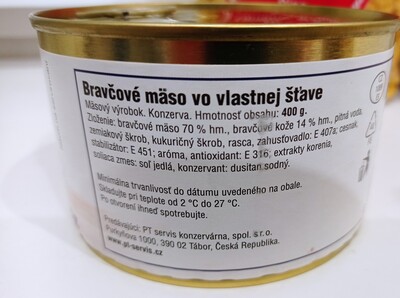 Bravčové mäso vo vlastnej šťave
Mäsový výrobok. Konzerva. Hmotnosť obsahu: 400 g.
Zloženie: bravčové mäso 70 % hm., bravčové kože 14 % hm., pitná voda,
zemiakový škrob, kukuričný škrob, rasca, zahusťovadlo: E 407a; cesnak,
stabilizátor: E 451; aróma, antioxidant: E 316; extrakty korenia,
soliaca zmes: soľ jedlá, konzervant: dusitan sodný.
Minimálna trvanlivosť do dátumu uvedeného na obale.
Skladujte pri teplote od 2 °C do 27 °C.
Po otvorení ihneď spotrebujte.
Predávajúci: PT servis konzervárna, spol. s r.o.
Purkyňova 1000, 390 02 Tábor, Česká Republika.
www.pt-servis.cz